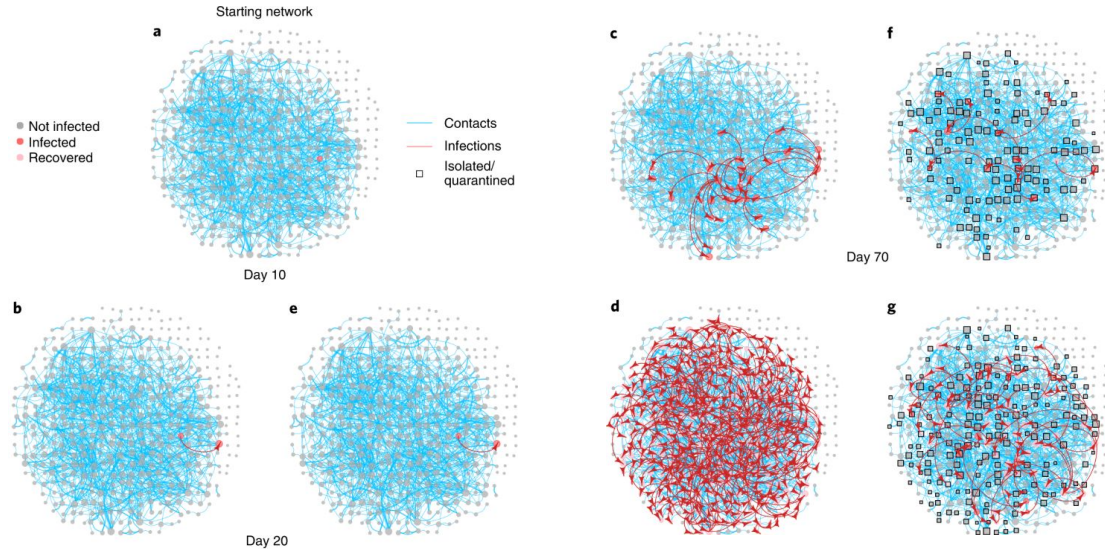 Starting network
a
Not infected
Infected
Recovered
Contacts
Infections
Isolated/
quarantined
Day 10
b
e
Day 20
c
f
Day 70
d
g